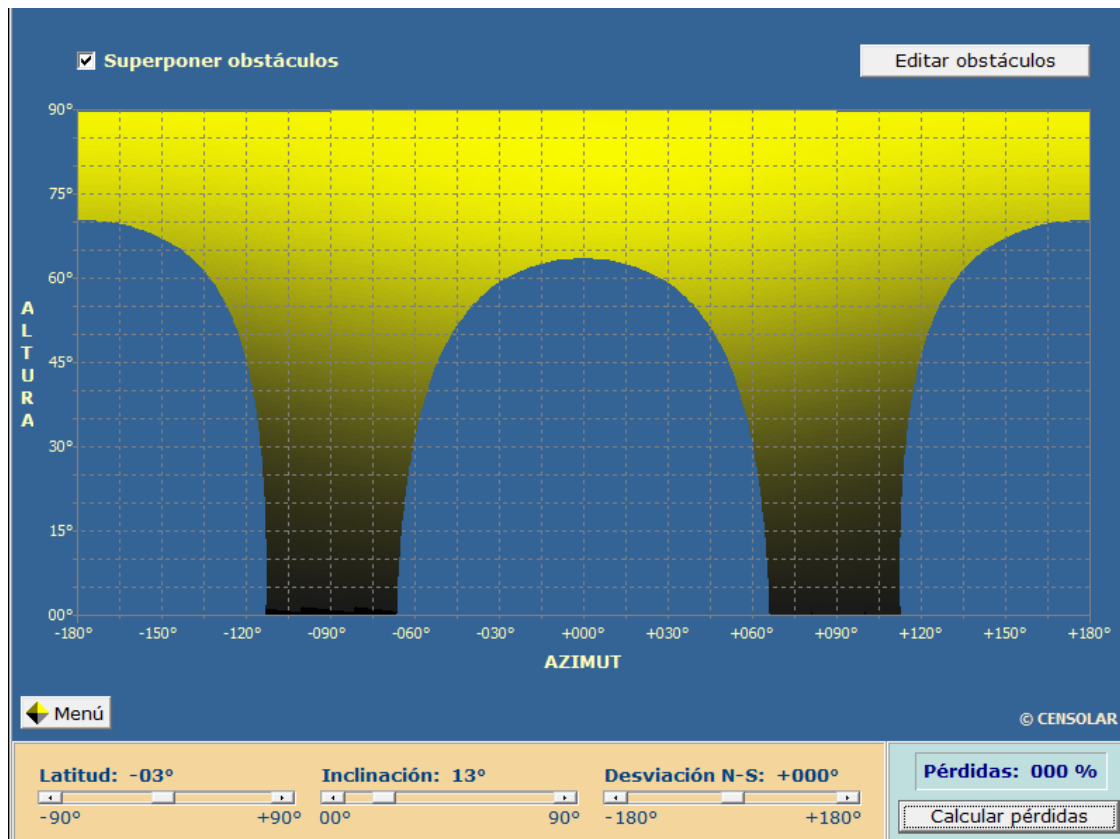 Superponer obstáculos
Editar obstáculos
90°
75°
60°
45°
30°
15°
00°
ALTURA
-180° -150° -120° -090° -060° -030° +000° +030° +060° +090° +120° +150° +180°
AZIMUT
Menú
© CENSOLAR
Latitud: -03°
-90° +90°
Inclinación: 13°
00° 90°
Desviación N-S: +000°
-180° +180°
Pérdidas: 000 %
Calcular pérdidas